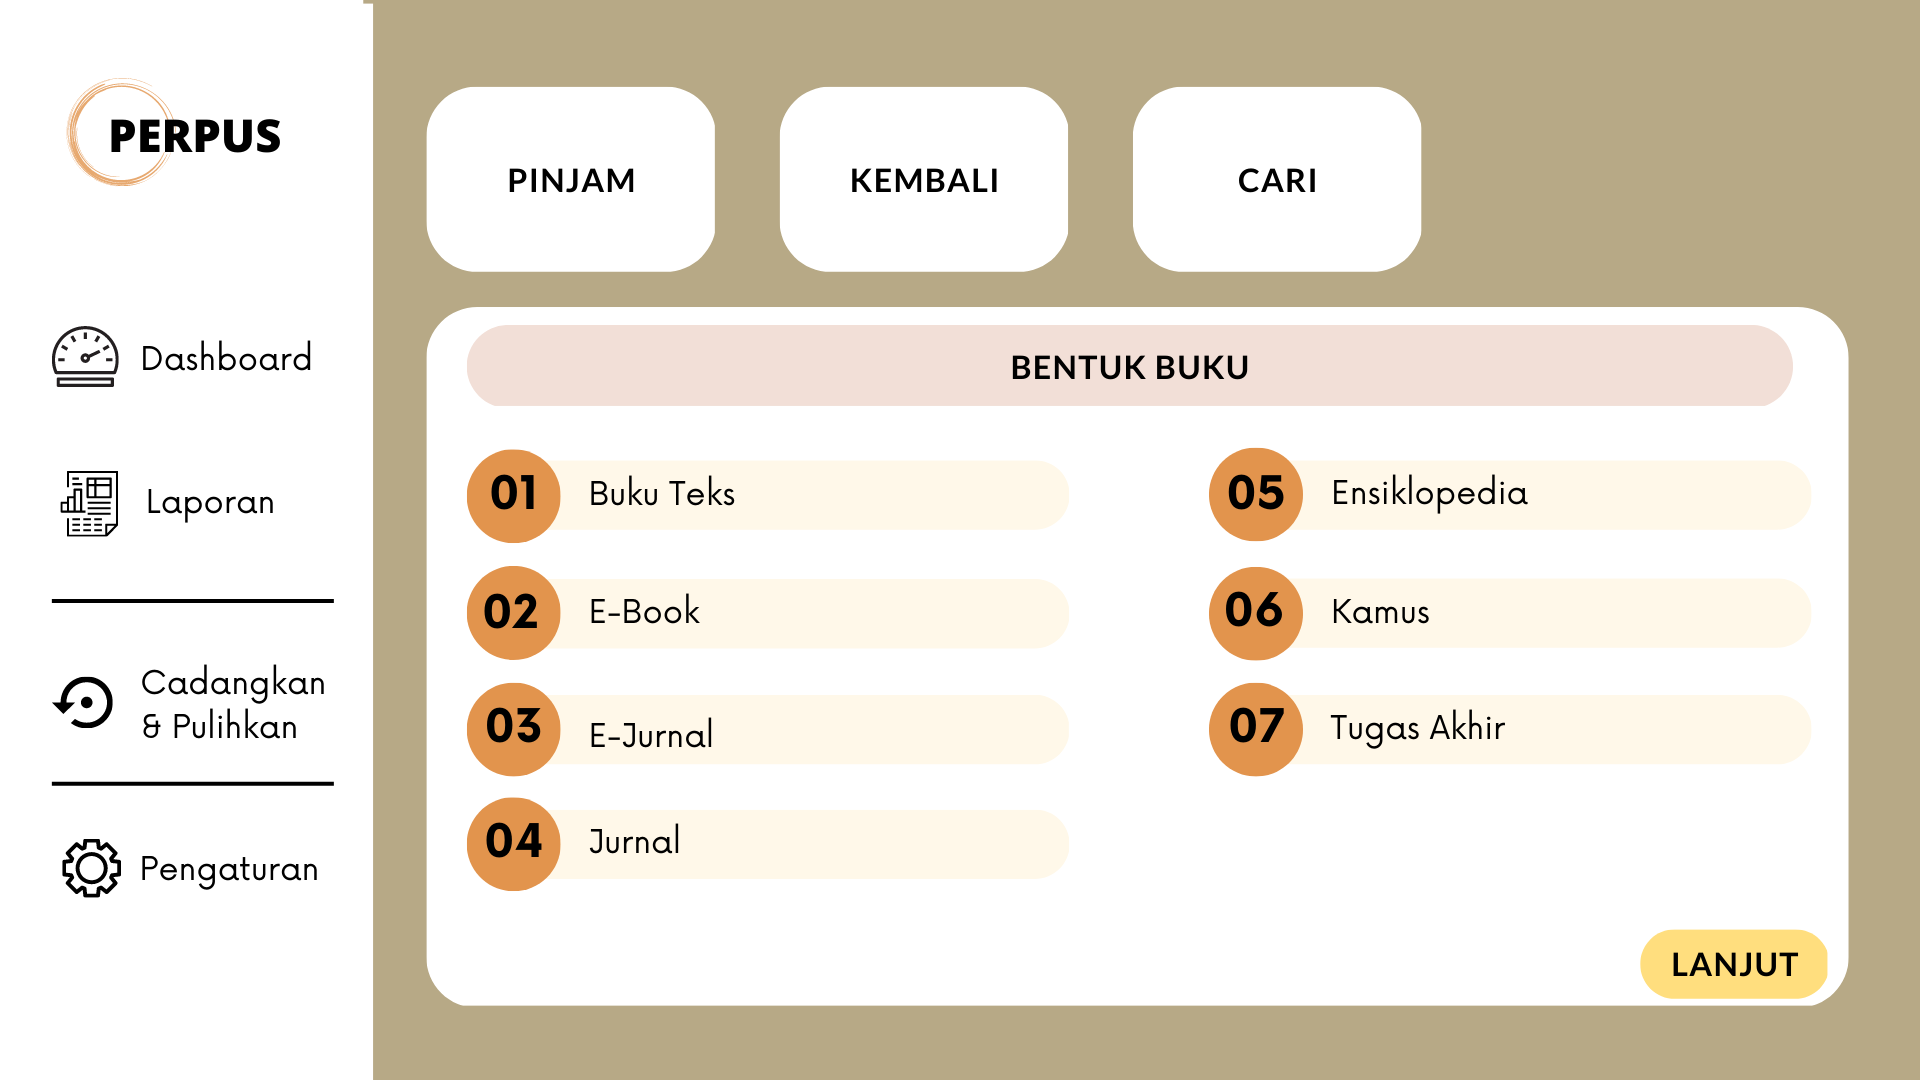 PERPUS
Dashboard
Laporan
Cadangkan
& Pulihkan
Pengaturan
PINJAM
KEMBALI
CARI
BENTUK BUKU
01 Buku Teks
02 E-Book
03 E-Jurnal
04 Jurnal
05 Ensiklopedia
06 Kamus
07 Tugas Akhir
LANJUT